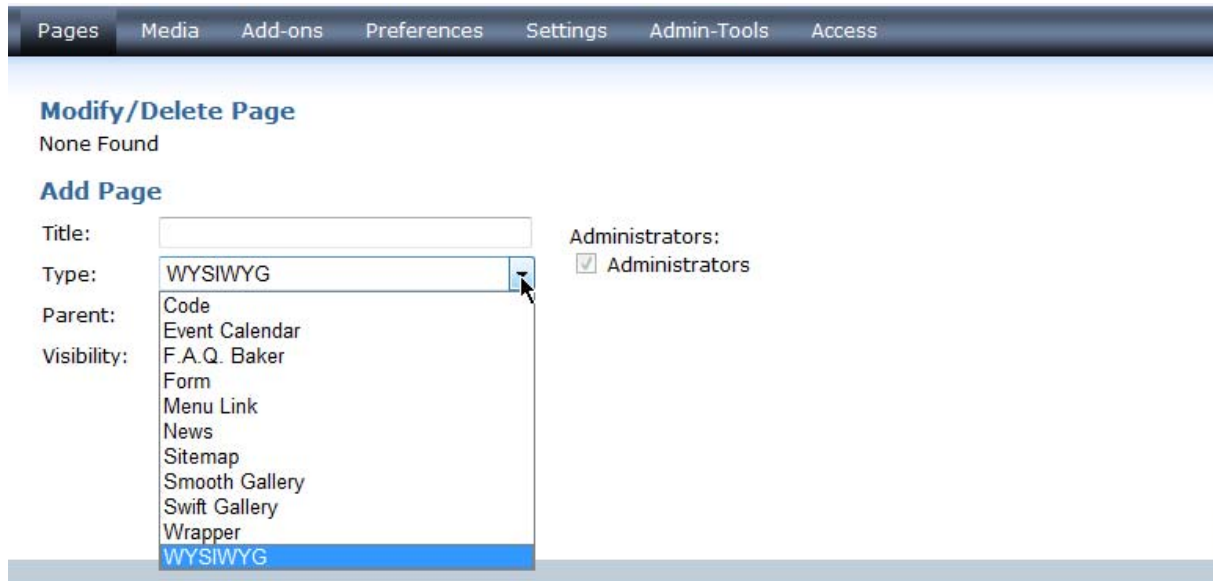 Pages Media Add-ons Preferences Settings Admin-Tools Access
Modify/Delete Page
None Found
Add Page
Title:
Administrators:
Type: WYSIWYG
Administrators
Parent:
Visibility:
Code
Event Calendar
F.A.Q. Baker
Form
Menu Link
News
Sitemap
Smooth Gallery
Swift Gallery
Wrapper
WYSIWYG